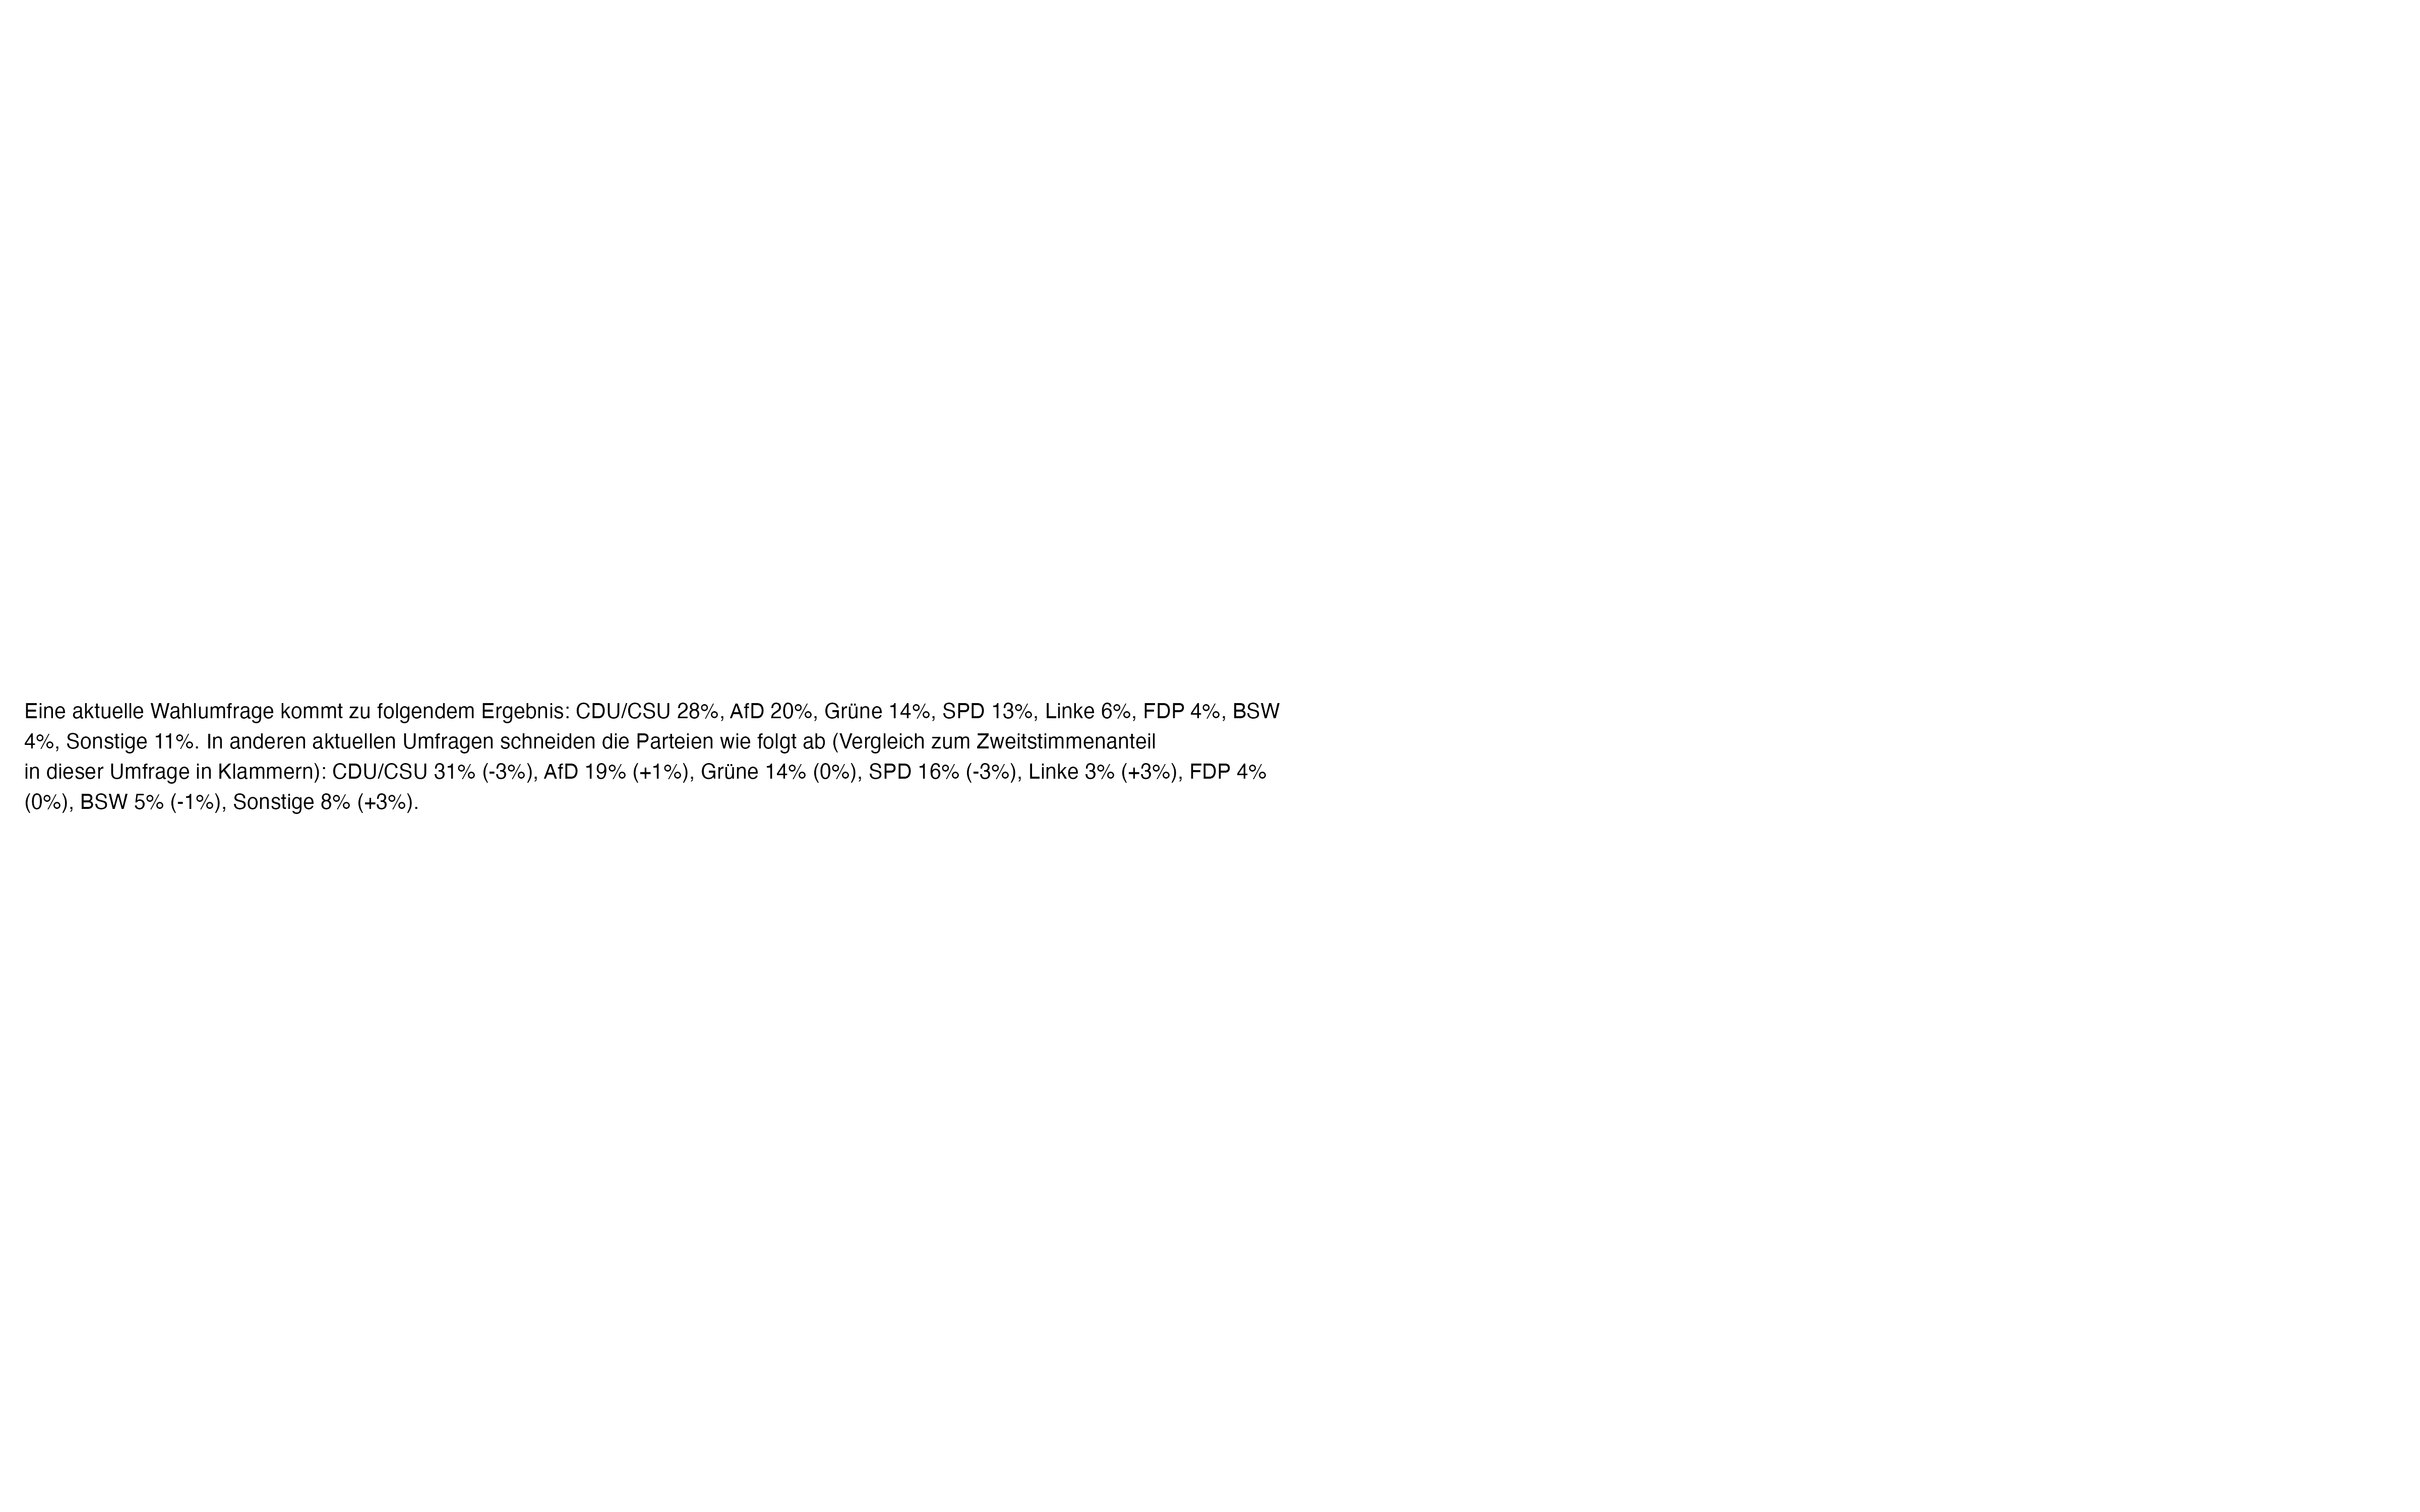 Eine aktuelle Wahlumfrage kommt zu folgendem Ergebnis: CDU/CSU 28%, AfD 20%, Grüne 14%, SPD 13%, Linke 6%, FDP 4%, BSW
4%, Sonstige 11%. In anderen aktuellen Umfragen schneiden die Parteien wie folgt ab (Vergleich zum Zweitstimmenanteil
in dieser Umfrage in Klammern): CDU/CSU 31% (-3%), AfD 19% (+1%), Grüne 14% (0%), SPD 16% (-3%), Linke 3% (+3%), FDP 4%
(0%), BSW 5% (-1%), Sonstige 8% (+3%).